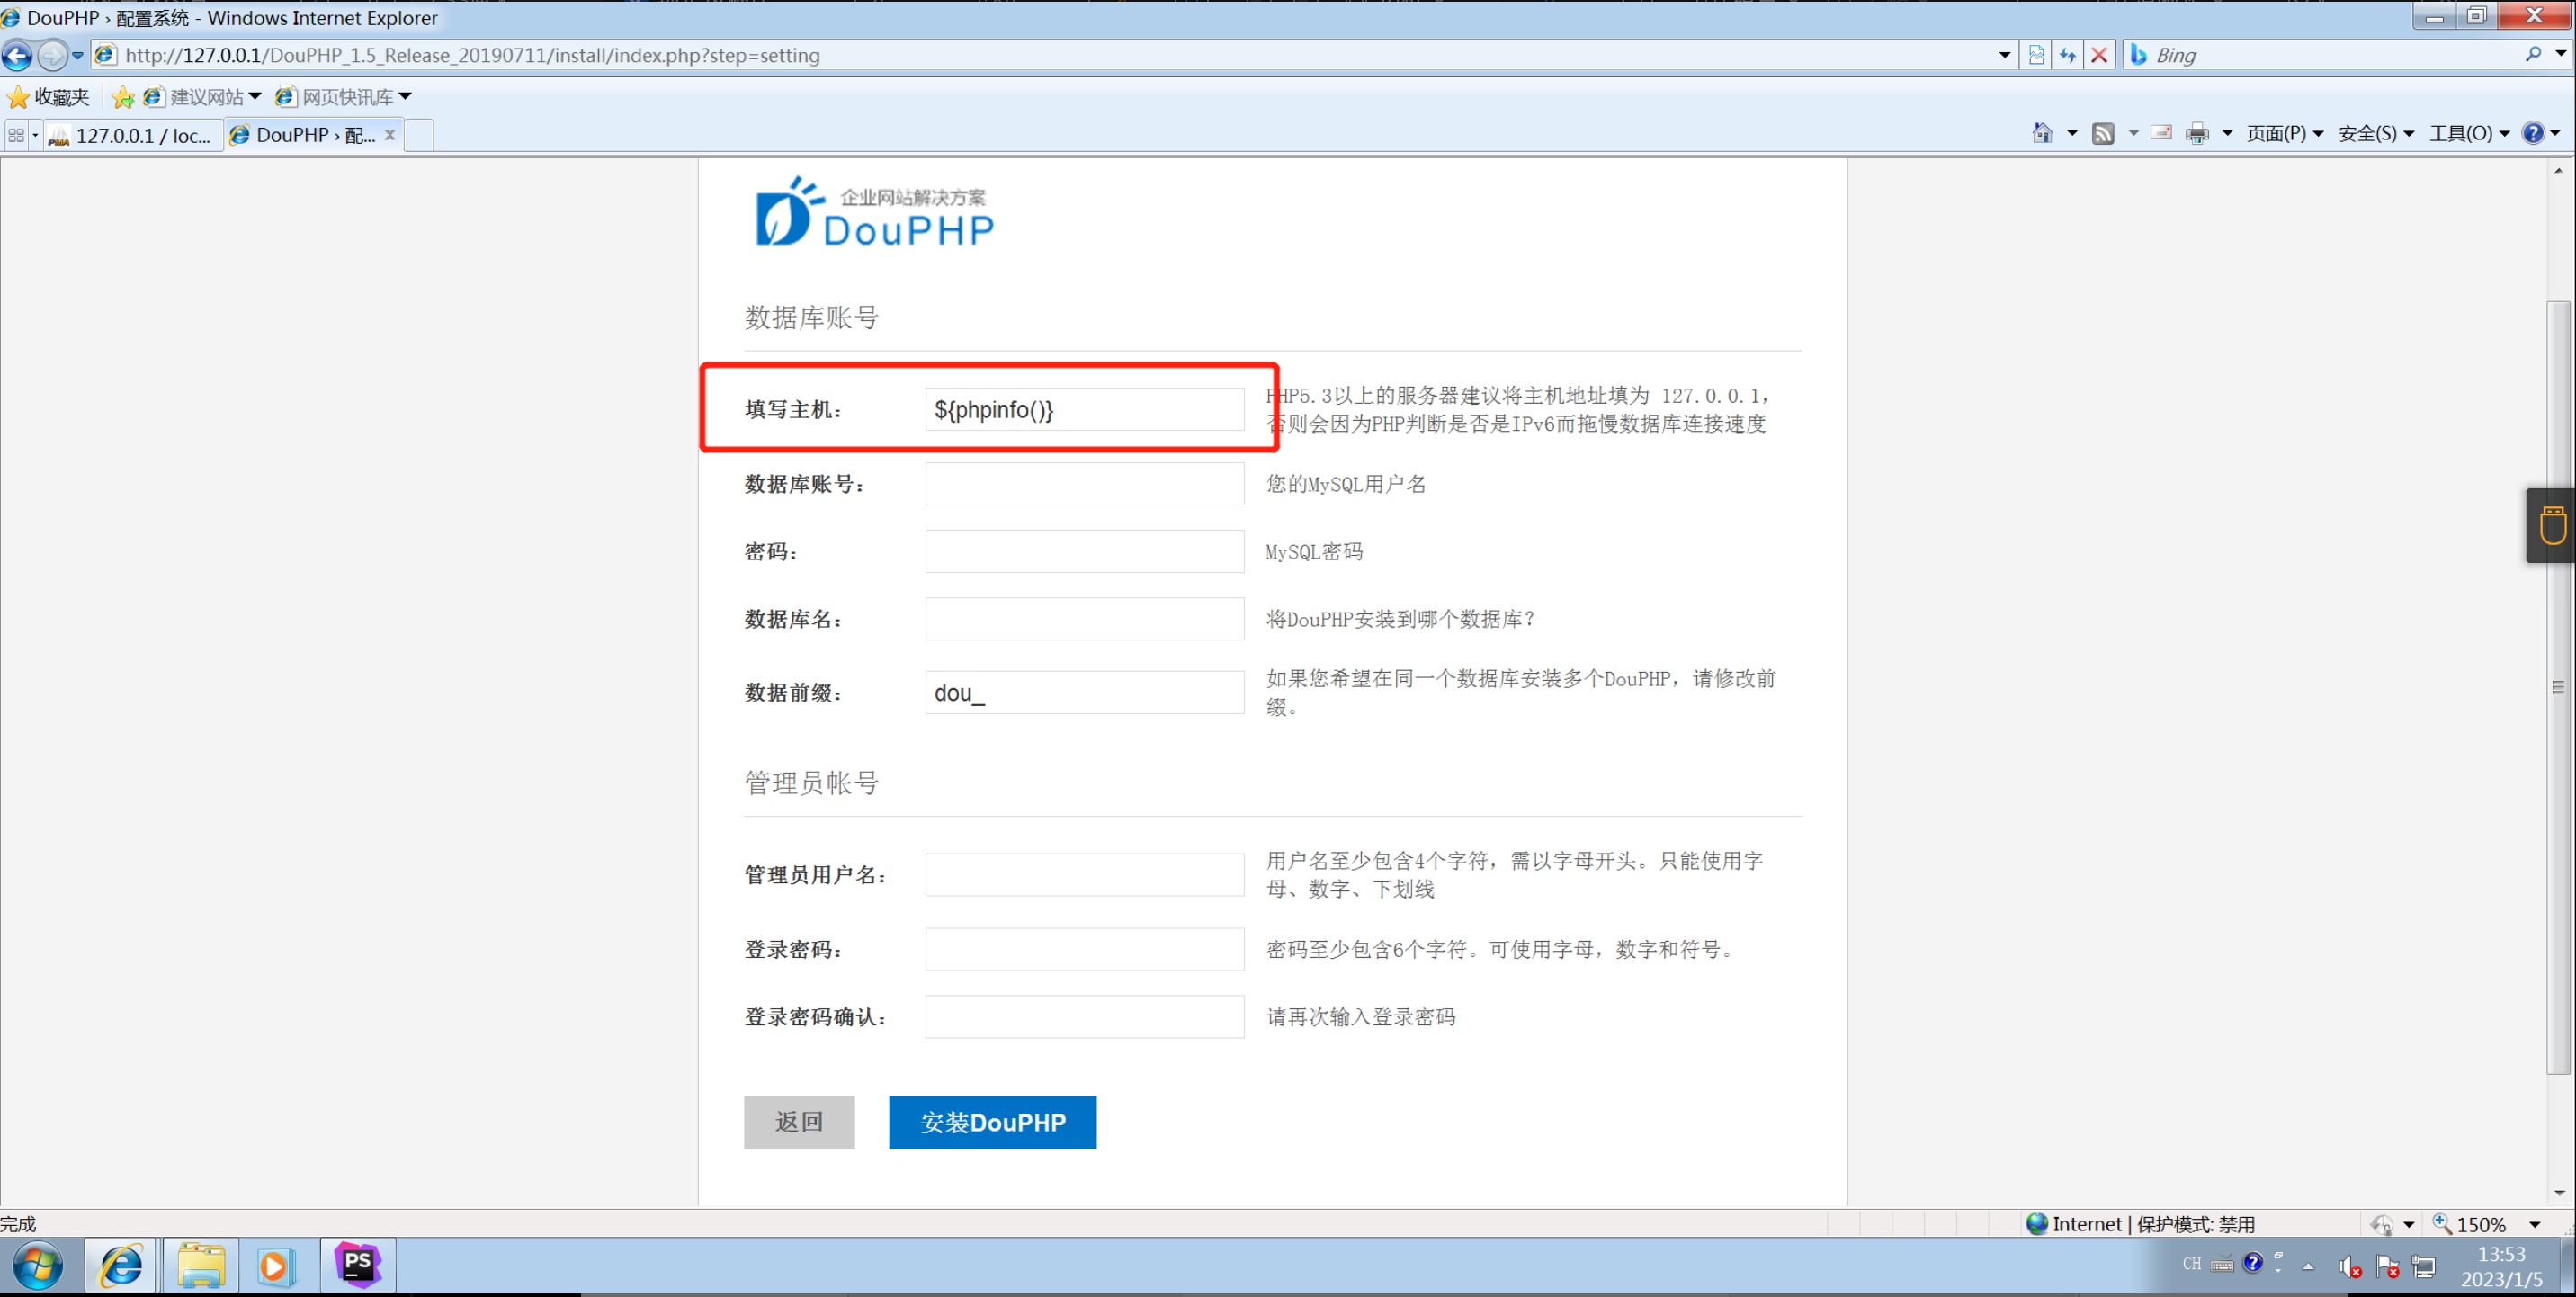 DouPHP › 配置系统 - Windows Internet Explorer
http://127.0.0.1/DouPHP_1.5_Release_20190711/install/index.php?step=setting
Bing
收藏夹 建议网站 网页快讯库
127.0.0.1 / loc... DouPHP › 配...
页面(P) 安全(S) 工具(O)
企业网站解决方案
DouPHP
数据库账号
填写主机： ${phpinfo()}
PHP5.3以上的服务器建议将主机地址填为 127.0.0.1，
否则会因为PHP判断是否是IPv6而拖慢数据库连接速度
数据库账号： 您的MySQL用户名
密码： MySQL密码
数据库名： 将DouPHP安装到哪个数据库？
数据前缀： dou_
如果您希望在同一个数据库安装多个DouPHP，请修改前
缀。
管理员帐号
管理员用户名：
用户名至少包含4个字符，需以字母开头。只能使用字
母、数字、下划线
登录密码： 密码至少包含6个字符。可使用字母，数字和符号。
登录密码确认： 请再次输入登录密码
返回 安装DouPHP
完成 Internet | 保护模式: 禁用 150%
PS CH 13:53
2023/1/5